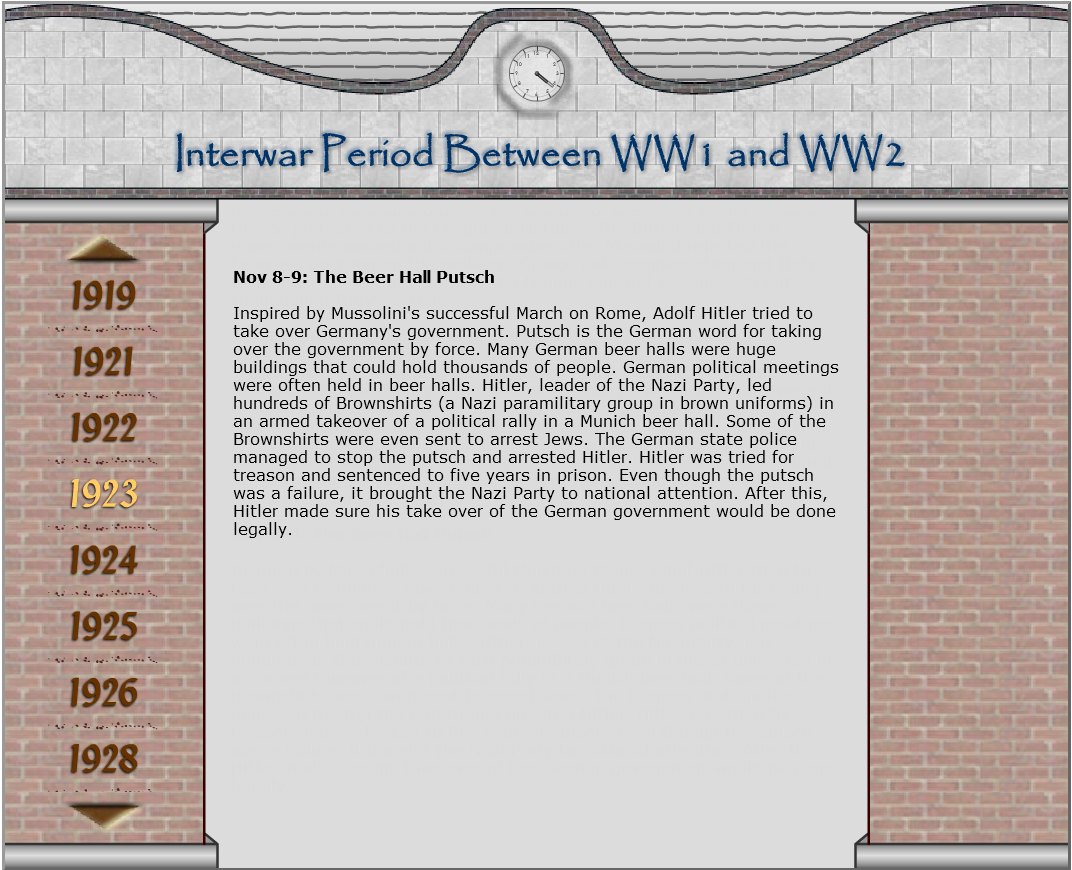 Interwar Period Between WW1 and WW2
1919
1921
1922
1923
1924
1925
1926
1928
Nov 8-9: The Beer Hall Putsch
Inspired by Mussolini's successful March on Rome, Adolf Hitler tried to
take over Germany's government. Putsch is the German word for taking
over the government by force. Many German beer halls were huge
buildings that could hold thousands of people. German political meetings
were often held in beer halls. Hitler, leader of the Nazi Party, led
hundreds of Brownshirts (a Nazi paramilitary group in brown uniforms) in
an armed takeover of a political rally in a Munich beer hall. Some of the
Brownshirts were even sent to arrest Jews. The German state police
managed to stop the putsch and arrested Hitler. Hitler was tried for
treason and sentenced to five years in prison. Even though the putsch
was a failure, it brought the Nazi Party to national attention. After this,
Hitler made sure his take over of the German government would be done
legally.